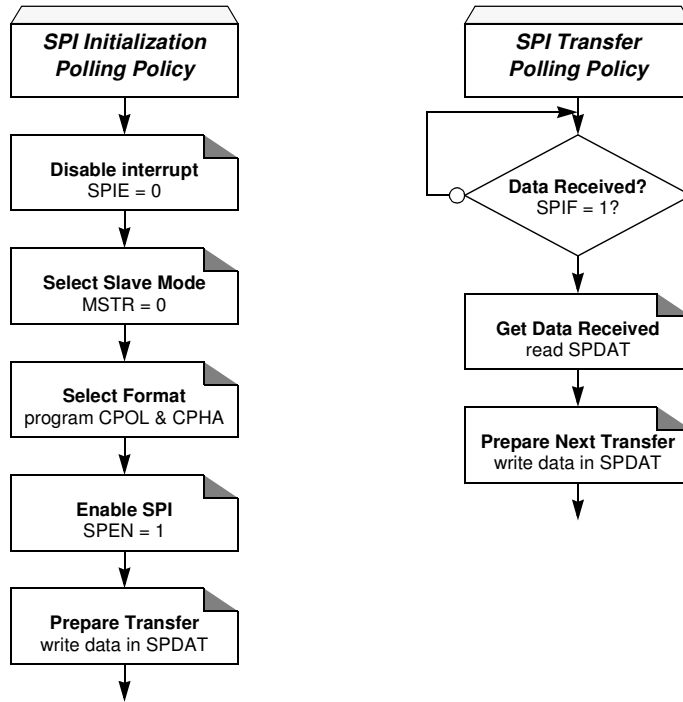 SPI Initialization
Polling Policy
Disable interrupt
SPIE = 0
Select Slave Mode
MSTR = 0
Select Format
program CPOL & CPHA
Enable SPI
SPEN = 1
Prepare Transfer
write data in SPDAT
SPI Transfer
Polling Policy
Data Received?
SPIF = 1?
Get Data Received
read SPDAT
Prepare Next Transfer
write data in SPDAT